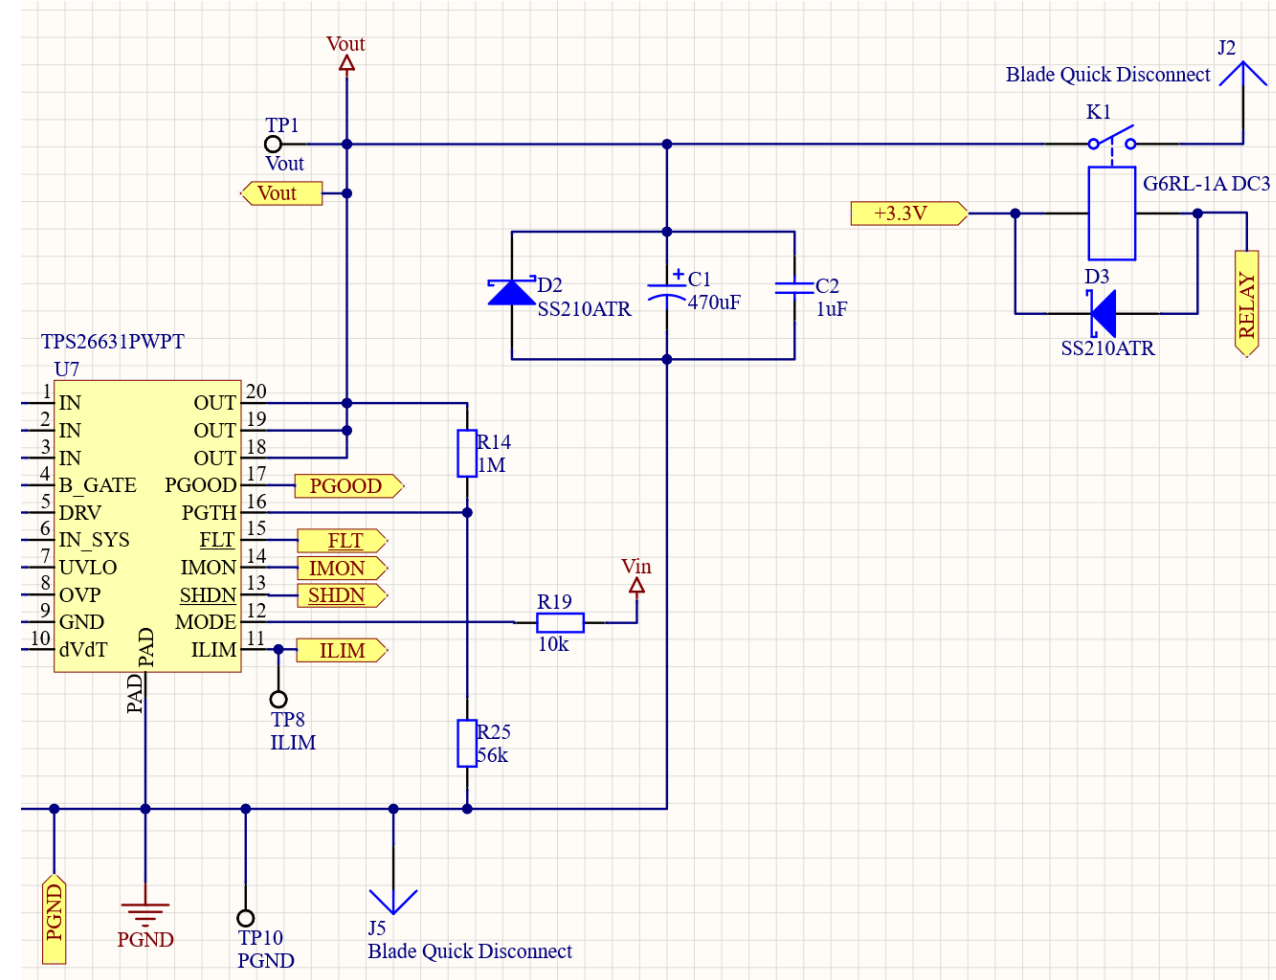 Vout
J2
Blade Quick Disconnect
K1
TP1
Vout
Vout
G6RL-1A DC3
+3.3V
D2
SS210ATR
C1
470uF
C2
1uF
D3
SS210ATR
RELAY
TPS26631PWPT
U7
1 IN OUT 20
2 IN OUT 19
3 IN OUT 18
4 B_GATE PGOOD 17 PGOOD
5 DRV PGTH 16
6 IN_SYS FLT 15 FLT
7 UVLO IMON 14 IMON
8 OVP SHDN 13 SHDN
9 GND MODE 12
10 dVdT ILIM 11 ILIM
PAD
PAD
R14
1M
Vin
R19
10k
TP8
ILIM
R25
56k
PGND
PGND
TP10
PGND
J5
Blade Quick Disconnect